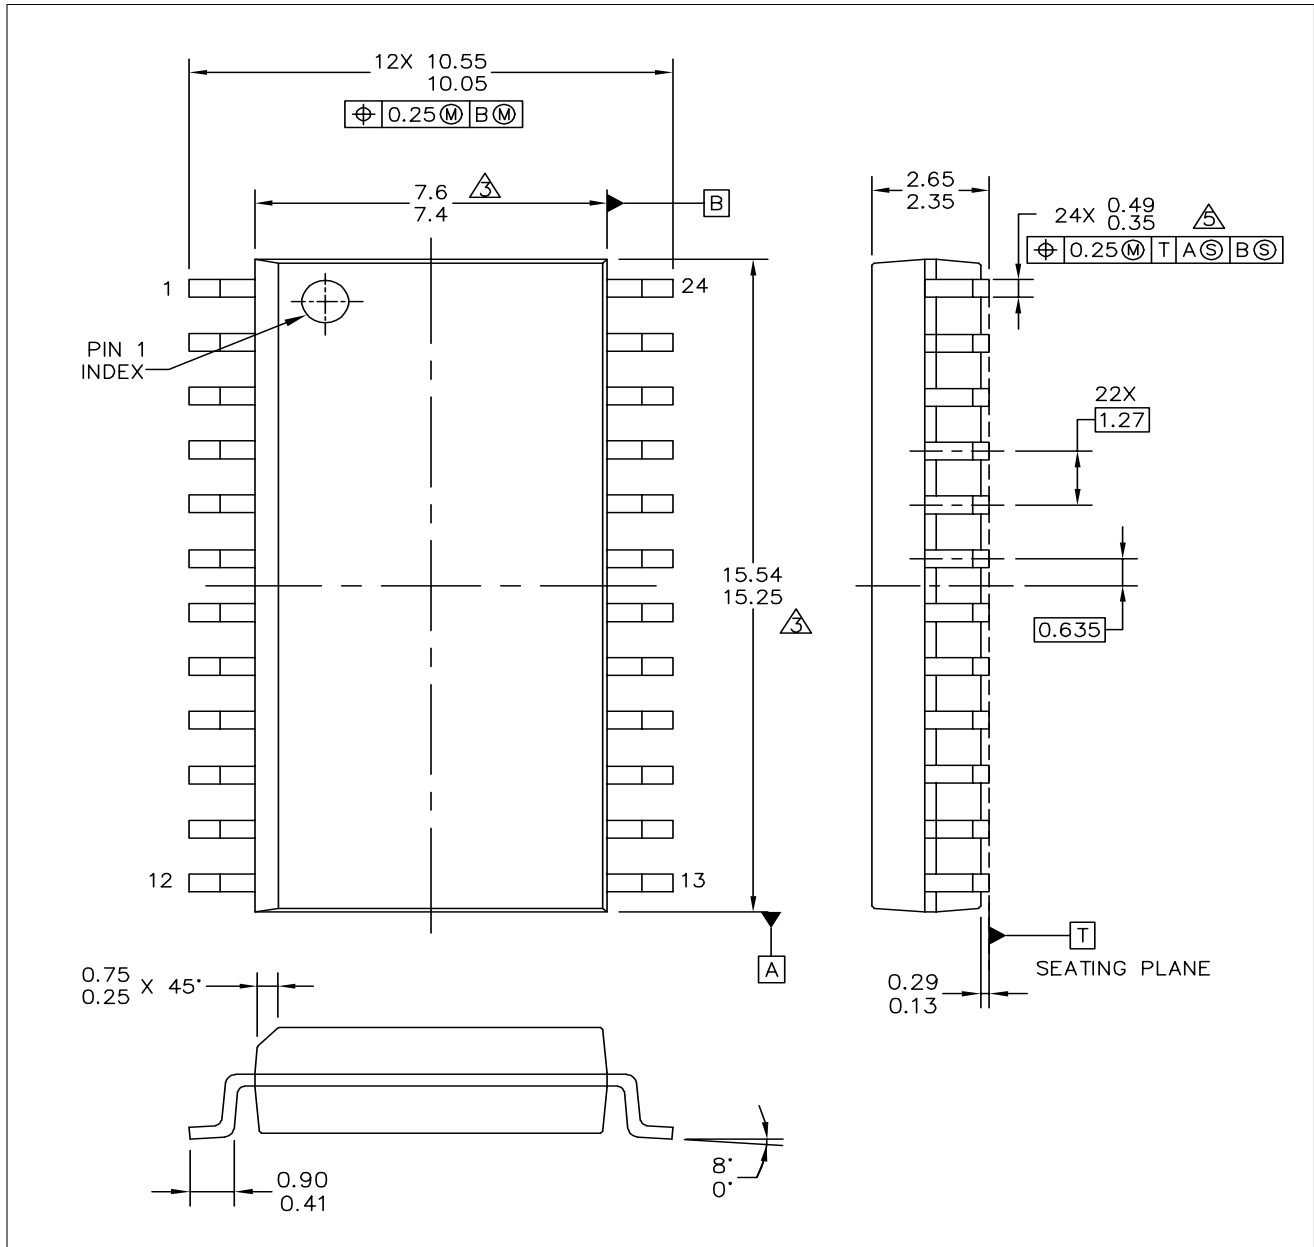 12X 10.55
10.05
⌖ 0.25 Ⓜ B Ⓜ
7.6 3
7.4
B
2.65
2.35
24X 0.49
0.35 5
⌖ 0.25 Ⓜ T A Ⓢ B Ⓢ
1
24
PIN 1
INDEX
22X
1.27
15.54
15.25 3
0.635
12
13
A
T
SEATING PLANE
0.75
0.25 X 45°
0.29
0.13
0.90
0.41
8°
0°